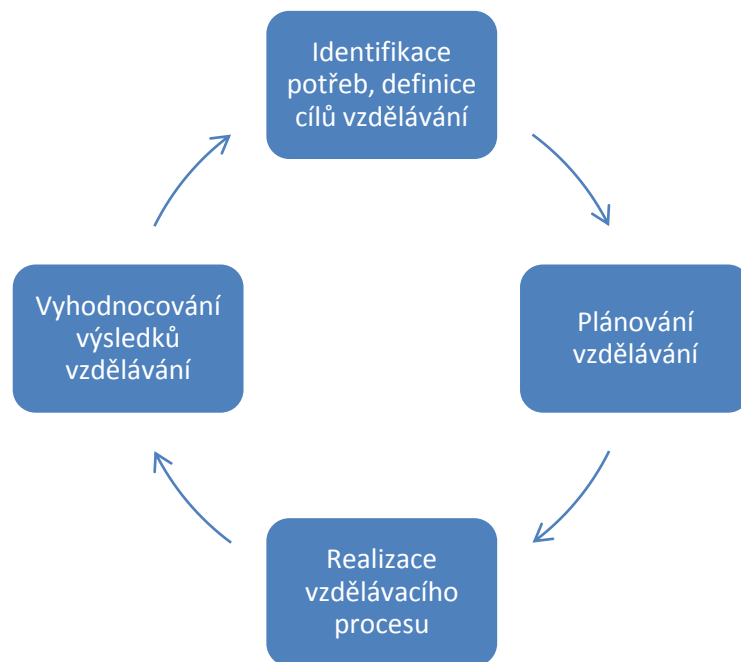 Identifikace
potřeb, definice
cílů vzdělávání
Plánování
vzdělávání
Realizace
vzdělávacího
procesu
Vyhodnocování
výsledků
vzdělávání